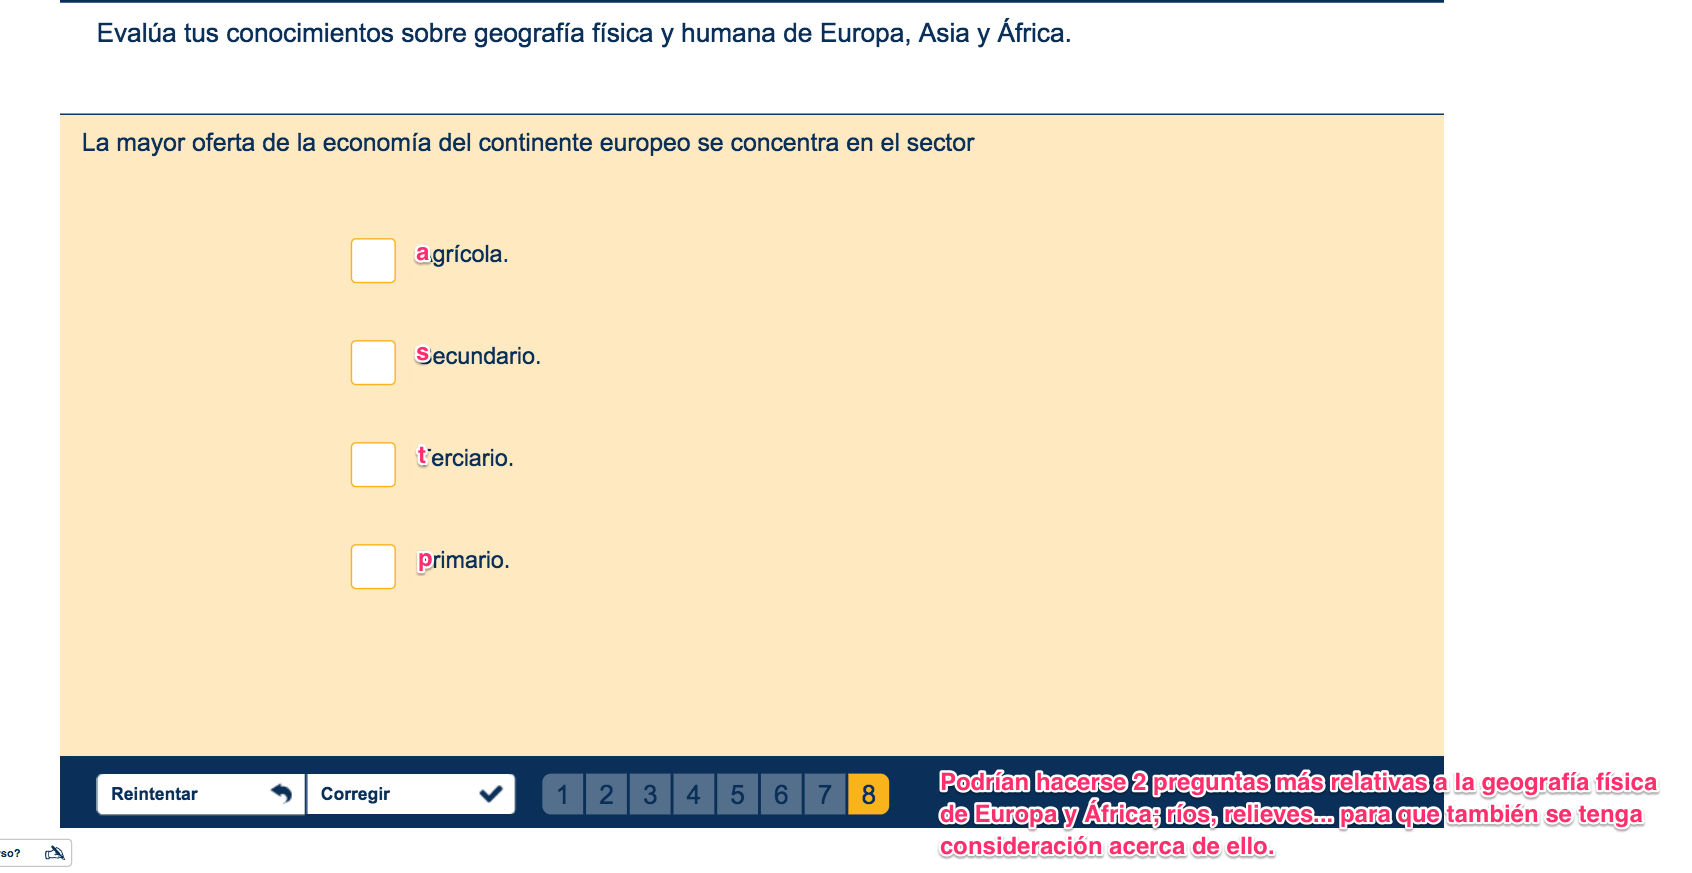 Evalúa tus conocimientos sobre geografía física y humana de Europa, Asia y África.
La mayor oferta de la economía del continente europeo se concentra en el sector
agrícola.
secundario.
terciario.
primario.
Reintentar
Corregir
1 2 3 4 5 6 7 8
Podrían hacerse 2 preguntas más relativas a la geografía física
de Europa y África; ríos, relieves... para que también se tenga
consideración acerca de ello.
so?